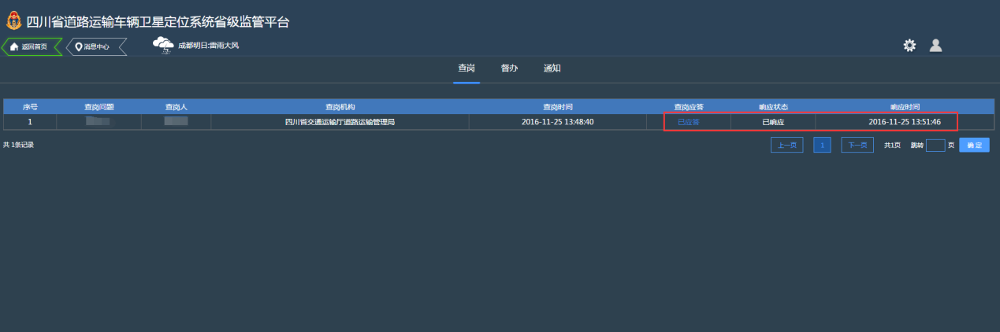 四川省道路运输车辆卫星定位系统省级监管平台
返回首页 消息中心 成都明日:雷雨大风
查岗 督办 通知
序号 查岗问题 查岗人 查岗机构 查岗时间 查岗应答 响应状态 响应时间
1 四川省交通运输厅道路运输管理局 2016-11-25 13:48:40 已应答 已响应 2016-11-25 13:51:46
共 1条记录 上一页 1 下一页 共1页 跳转 页 确 定